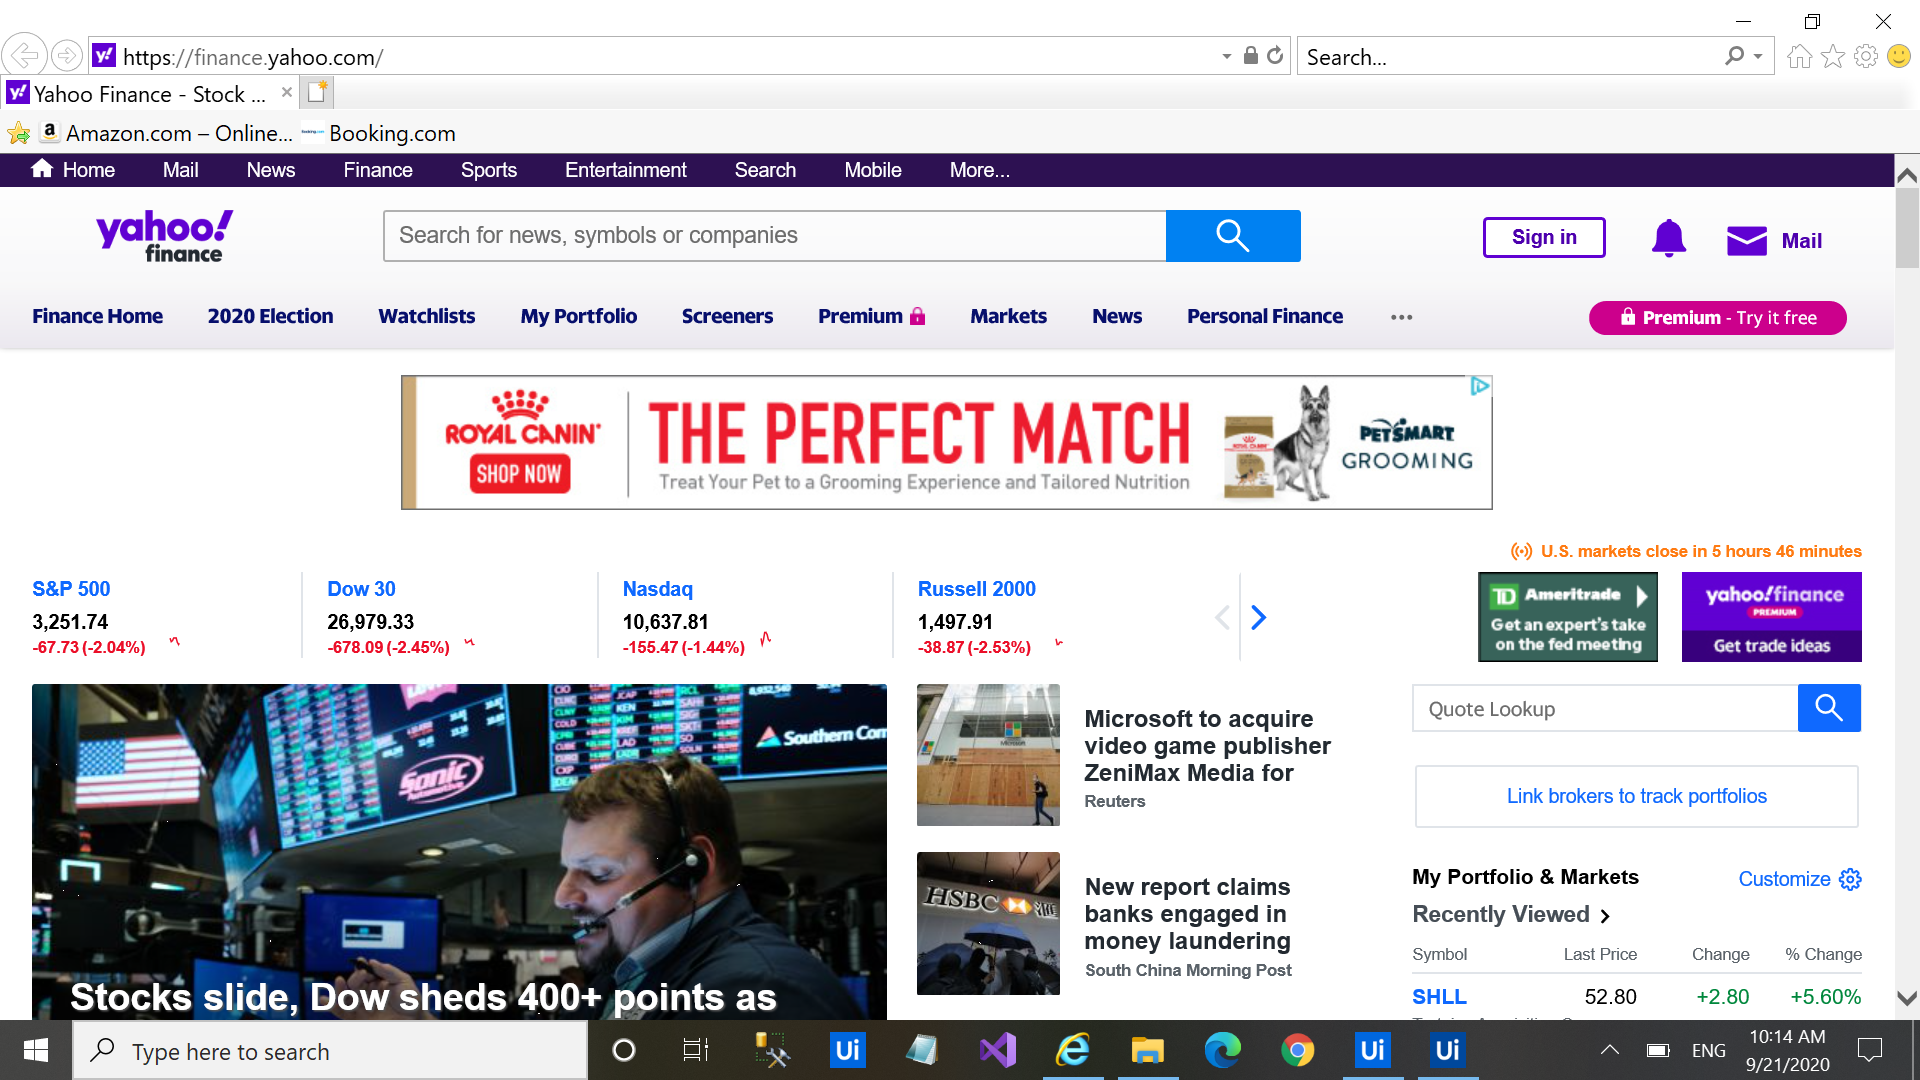 https://finance.yahoo.com/
Search...
Yahoo Finance - Stock ...
Amazon.com – Online...
Booking.com
Home
Mail
News
Finance
Sports
Entertainment
Search
Mobile
More...
yahoo!
finance
Search for news, symbols or companies
Sign in
Mail
Finance Home
2020 Election
Watchlists
My Portfolio
Screeners
Premium
Markets
News
Personal Finance
Premium - Try it free
ROYAL CANIN
SHOP NOW
THE PERFECT MATCH
Treat Your Pet to a Grooming Experience and Tailored Nutrition
PETSMART
GROOMING
U.S. markets close in 5 hours 46 minutes
S&P 500
3,251.74
-67.73 (-2.04%)
Dow 30
26,979.33
-678.09 (-2.45%)
Nasdaq
10,637.81
-155.47 (-1.44%)
Russell 2000
1,497.91
-38.87 (-2.53%)
TD Ameritrade
Get an expert's take
on the fed meeting
yahoo!finance
PREMIUM
Get trade ideas
Sonic
Automotive
Southern Com
Stocks slide, Dow sheds 400+ points as
Microsoft to acquire
video game publisher
ZeniMax Media for
Reuters
HSBC
New report claims
banks engaged in
money laundering
South China Morning Post
Quote Lookup
Link brokers to track portfolios
My Portfolio & Markets
Customize
Recently Viewed
Symbol Last Price Change % Change
SHLL 52.80 +2.80 +5.60%
Type here to search
Ui
Ui
Ui
ENG
10:14 AM
9/21/2020